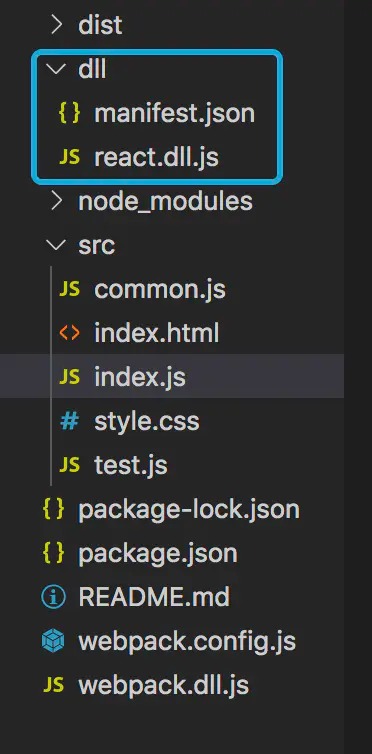 dist
dll
{ } manifest.json
JS react.dll.js
node_modules
src
JS common.js
<> index.html
JS index.js
# style.css
JS test.js
{ } package-lock.json
{ } package.json
README.md
webpack.config.js
JS webpack.dll.js